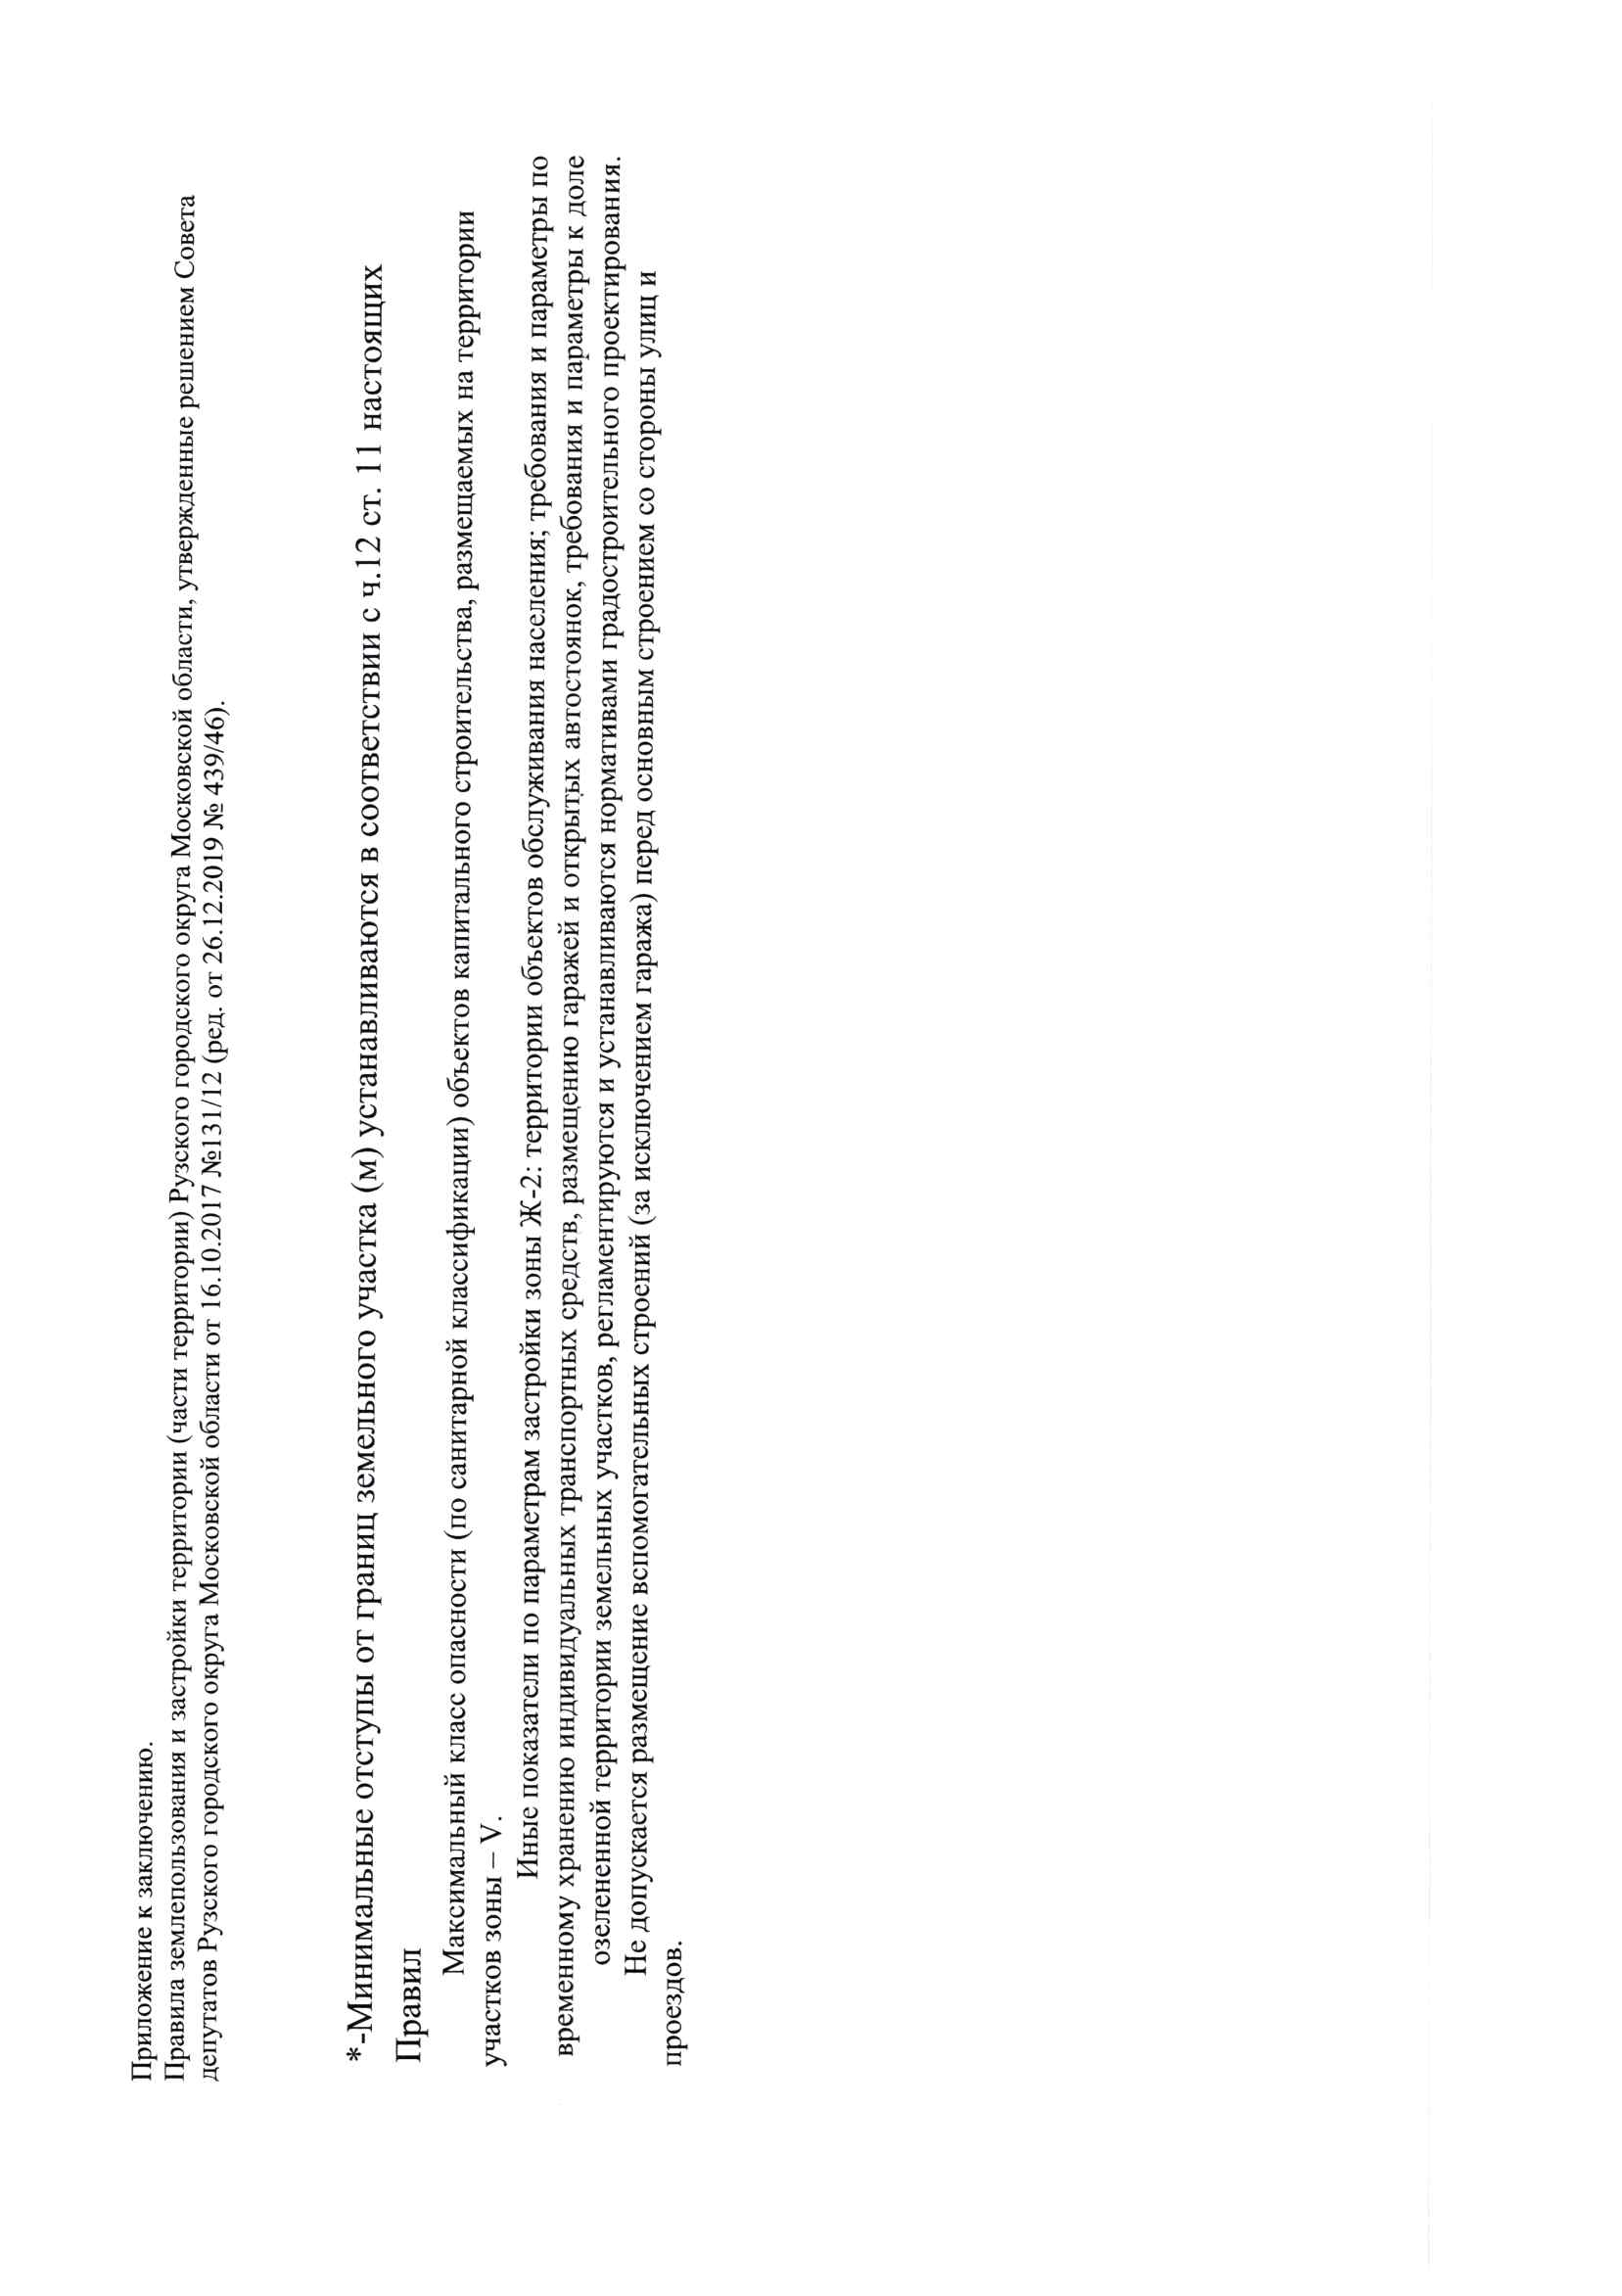 Приложение к заключению.
Правила землепользования и застройки территории (части территории) Рузского городского округа Московской области, утвержденные решением Совета
депутатов Рузского городского округа Московской области от 16.10.2017 №131/12 (ред. от 26.12.2019 № 439/46).
*-Минимальные отступы от границ земельного участка (м) устанавливаются в соответствии с ч.12 ст. 11 настоящих
Правил
Максимальный класс опасности (по санитарной классификации) объектов капитального строительства, размещаемых на территории
участков зоны – V.
Иные показатели по параметрам застройки зоны Ж-2: территории объектов обслуживания населения; требования и параметры по
временному хранению индивидуальных транспортных средств, размещению гаражей и открытых автостоянок, требования и параметры к доле
озелененной территории земельных участков, регламентируются и устанавливаются нормативами градостроительного проектирования.
Не допускается размещение вспомогательных строений (за исключением гаража) перед основным строением со стороны улиц и
проездов.